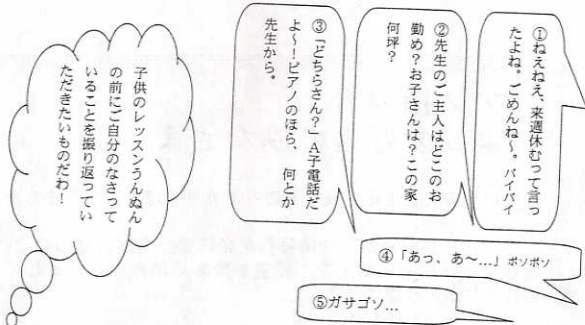 ①ねえねえ、来週休むって言っ
たよね。ごめんね～。バイバイ
②先生のご主人はどこのお
勤め?お子さんは?この家
何坪?
③「どちらさん?」A子電話だ
よ～!ピアノのほら、何とか
先生から。
④「あっ、あ～…」ボソボソ
⑤ガサゴソ…
子供のレッスンうんぬん
の前にご自分のなさって
いることを振り返ってい
ただきたいものだわ!